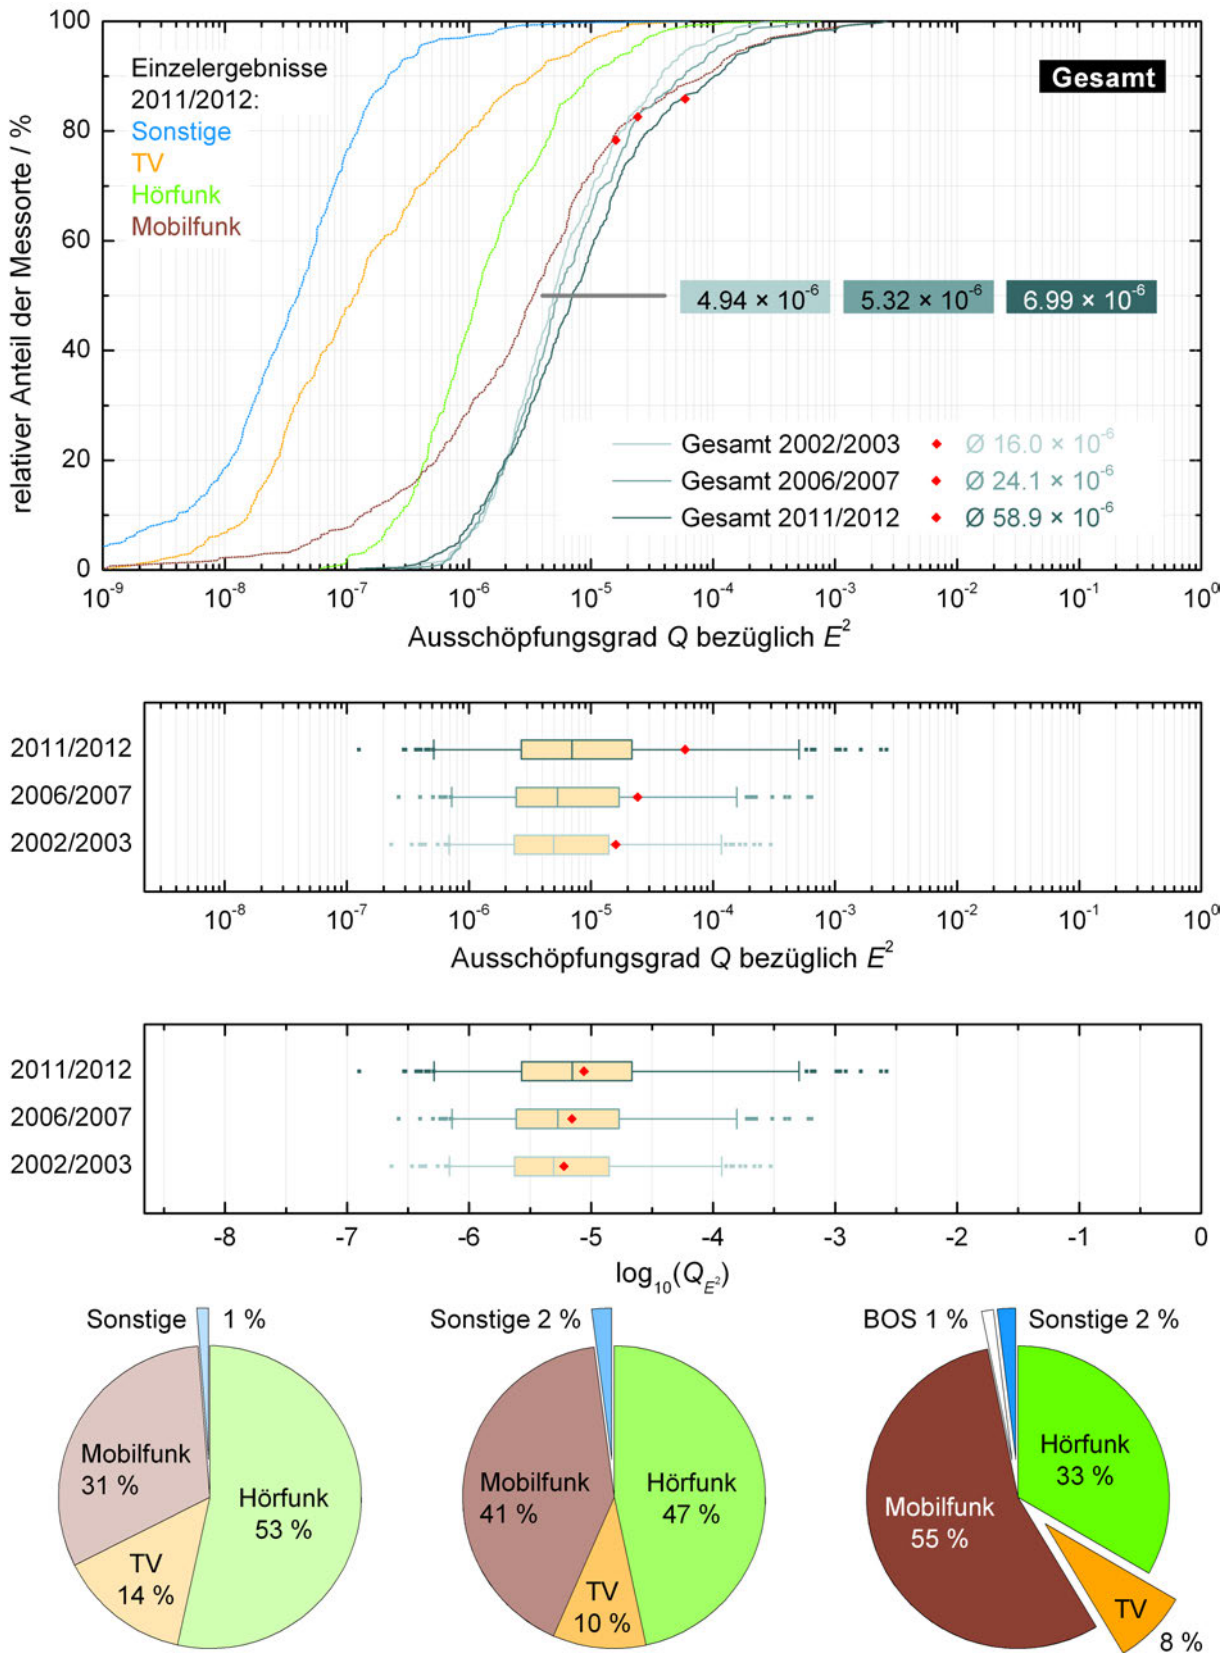 100
80
60
40
20
0
relativer Anteil der Messorte / %
Einzelergebnisse
2011/2012:
Sonstige
TV
Hörfunk
Mobilfunk
Gesamt
4.94 × 10⁻⁶ 5.32 × 10⁻⁶ 6.99 × 10⁻⁶
Gesamt 2002/2003 Ø 16.0 × 10⁻⁶
Gesamt 2006/2007 Ø 24.1 × 10⁻⁶
Gesamt 2011/2012 Ø 58.9 × 10⁻⁶
10⁻⁹ 10⁻⁸ 10⁻⁷ 10⁻⁶ 10⁻⁵ 10⁻⁴ 10⁻³ 10⁻² 10⁻¹ 10⁰
Ausschöpfungsgrad Q bezüglich E²
2011/2012
2006/2007
2002/2003
10⁻⁸ 10⁻⁷ 10⁻⁶ 10⁻⁵ 10⁻⁴ 10⁻³ 10⁻² 10⁻¹ 10⁰
Ausschöpfungsgrad Q bezüglich E²
2011/2012
2006/2007
2002/2003
-8 -7 -6 -5 -4 -3 -2 -1 0
log₁₀(Q_E²)
Sonstige 1 %
Mobilfunk
31 %
Hörfunk
53 %
TV
14 %
Sonstige 2 %
Mobilfunk
41 %
Hörfunk
47 %
TV
10 %
BOS 1 % Sonstige 2 %
Hörfunk
33 %
Mobilfunk
55 %
TV
8 %